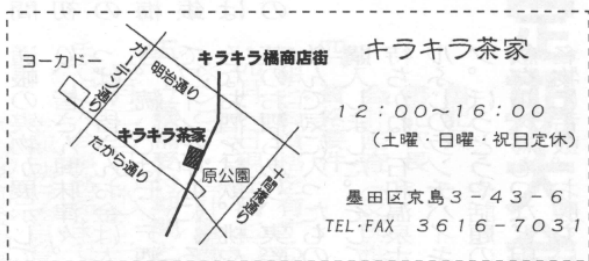 ヨーカドー
ガーデン通り
明治通り
キラキラ橘商店街
キラキラ茶家
たから通り
原公園
十間橋通り
キラキラ茶家
12:00〜16:00
(土曜・日曜・祝日定休)
墨田区京島3-43-6
TEL・FAX 3616-7031